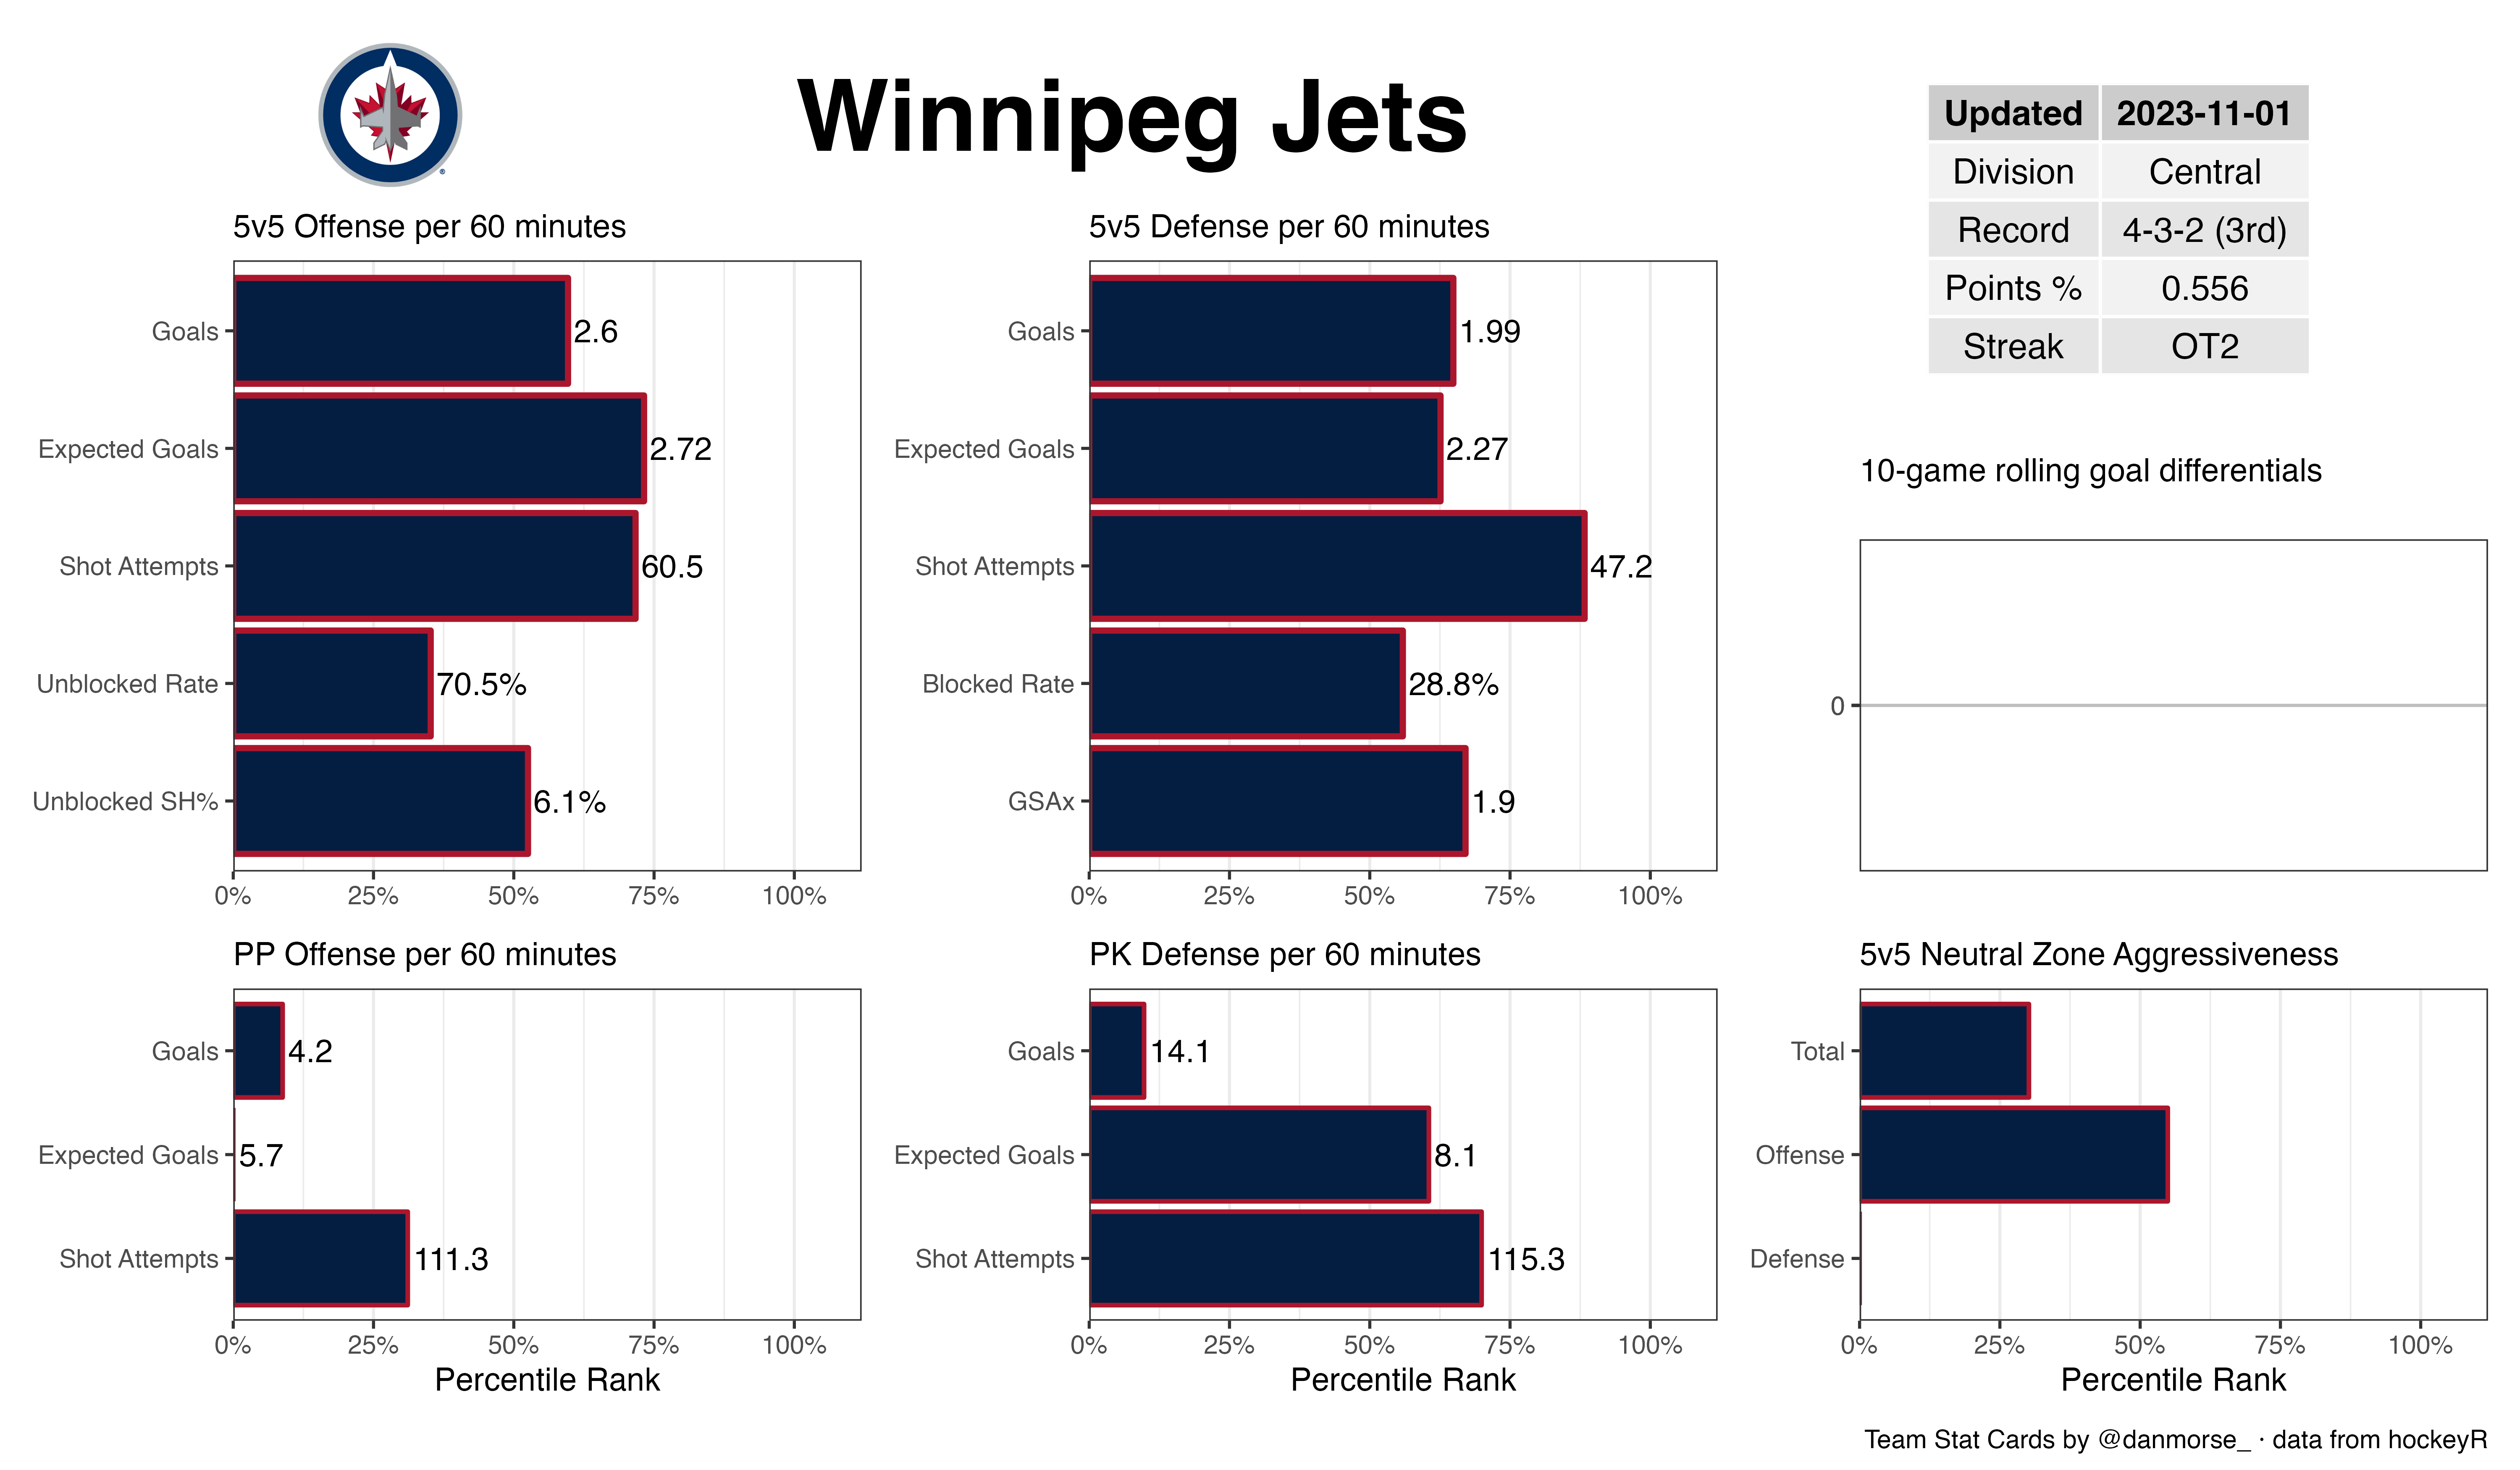 Winnipeg Jets
Updated 2023-11-01
Division Central
Record 4-3-2 (3rd)
Points % 0.556
Streak OT2
5v5 Offense per 60 minutes
Goals 2.6
Expected Goals 2.72
Shot Attempts 60.5
Unblocked Rate 70.5%
Unblocked SH% 6.1%
0% 25% 50% 75% 100%
5v5 Defense per 60 minutes
Goals 1.99
Expected Goals 2.27
Shot Attempts 47.2
Blocked Rate 28.8%
GSAx 1.9
0% 25% 50% 75% 100%
10-game rolling goal differentials
0
PP Offense per 60 minutes
Goals 4.2
Expected Goals 5.7
Shot Attempts 111.3
0% 25% 50% 75% 100%
Percentile Rank
PK Defense per 60 minutes
Goals 14.1
Expected Goals 8.1
Shot Attempts 115.3
0% 25% 50% 75% 100%
Percentile Rank
5v5 Neutral Zone Aggressiveness
Total
Offense
Defense
0% 25% 50% 75% 100%
Percentile Rank
Team Stat Cards by @danmorse_ · data from hockeyR